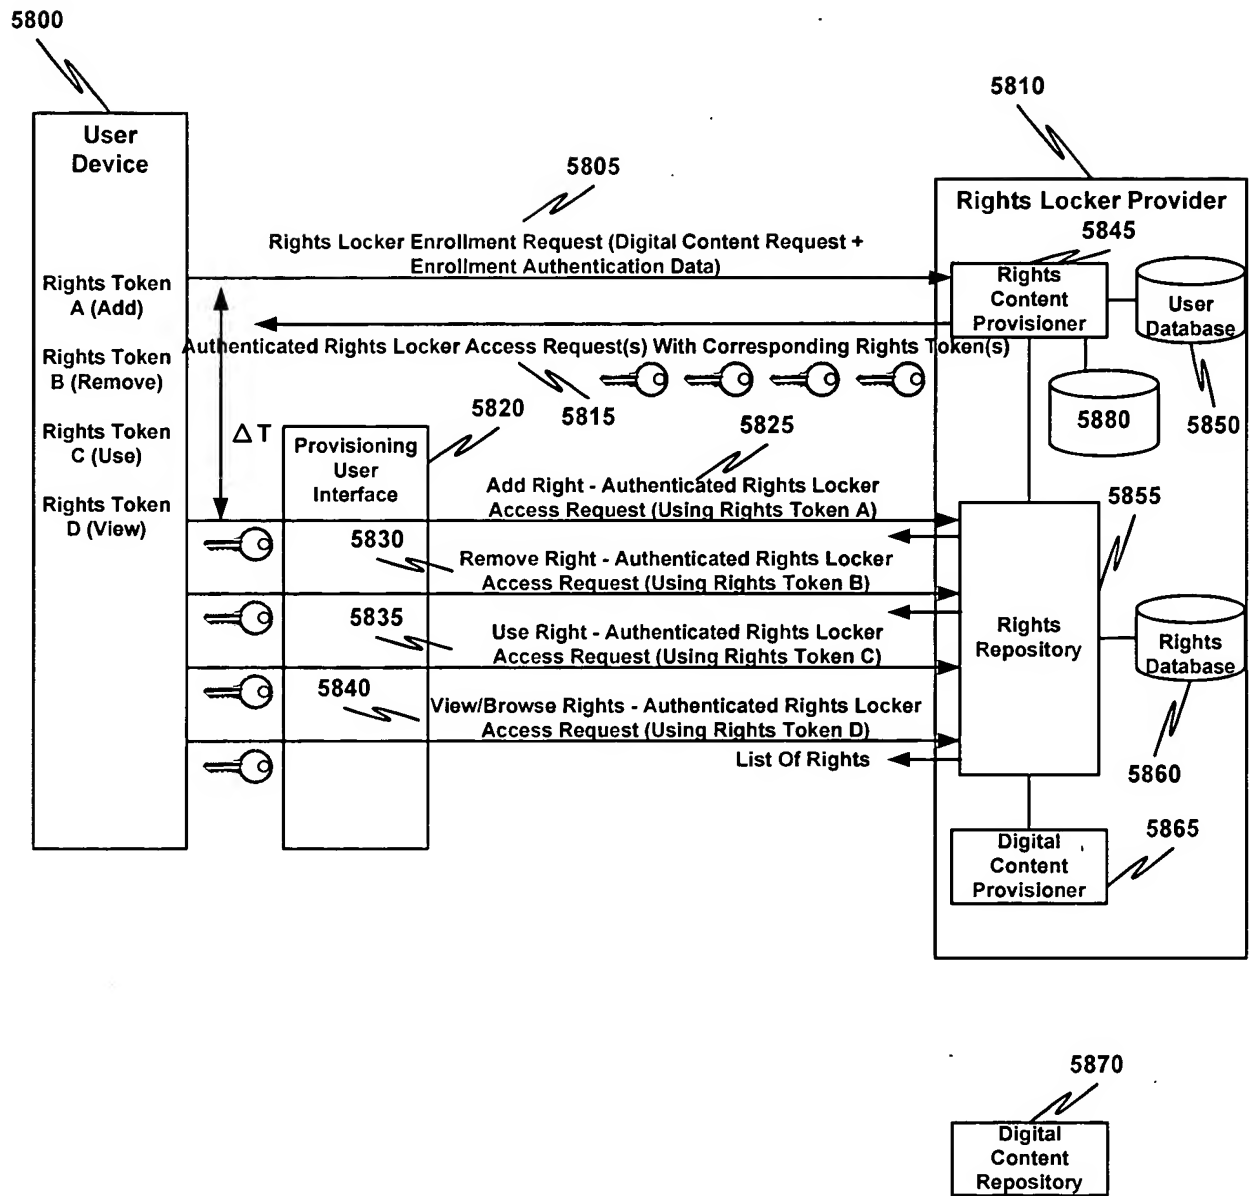 5800
User
Device
5810
5805
Rights Locker Provider
Rights Locker Enrollment Request (Digital Content Request +
Enrollment Authentication Data)
5845
Rights
Content
Provisioner
User
Database
Rights Token
A (Add)
Authenticated Rights Locker Access Request(s) With Corresponding Rights Token(s)
Rights Token
B (Remove)
5815
5820
5825
5880
5850
Rights Token
C (Use)
Δ T
Provisioning
User
Interface
Rights Token
D (View)
Add Right - Authenticated Rights Locker
Access Request (Using Rights Token A)
5855
5830
Remove Right - Authenticated Rights Locker
Access Request (Using Rights Token B)
5835
Use Right - Authenticated Rights Locker
Access Request (Using Rights Token C)
Rights
Repository
Rights
Database
5840
View/Browse Rights - Authenticated Rights Locker
Access Request (Using Rights Token D)
List Of Rights
5860
5865
Digital
Content
Provisioner
5870
Digital
Content
Repository